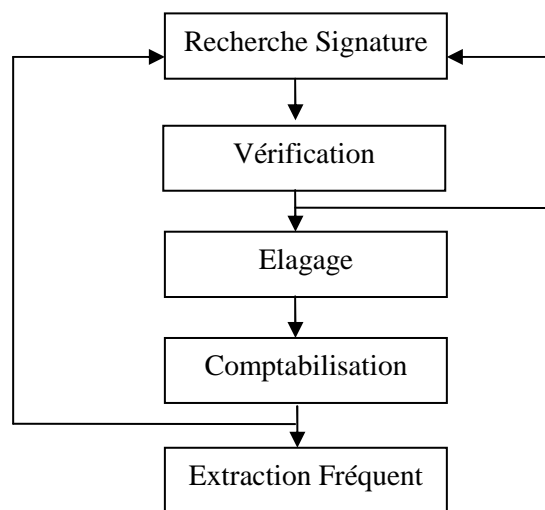 Recherche Signature
Vérification
Elagage
Comptabilisation
Extraction Fréquent